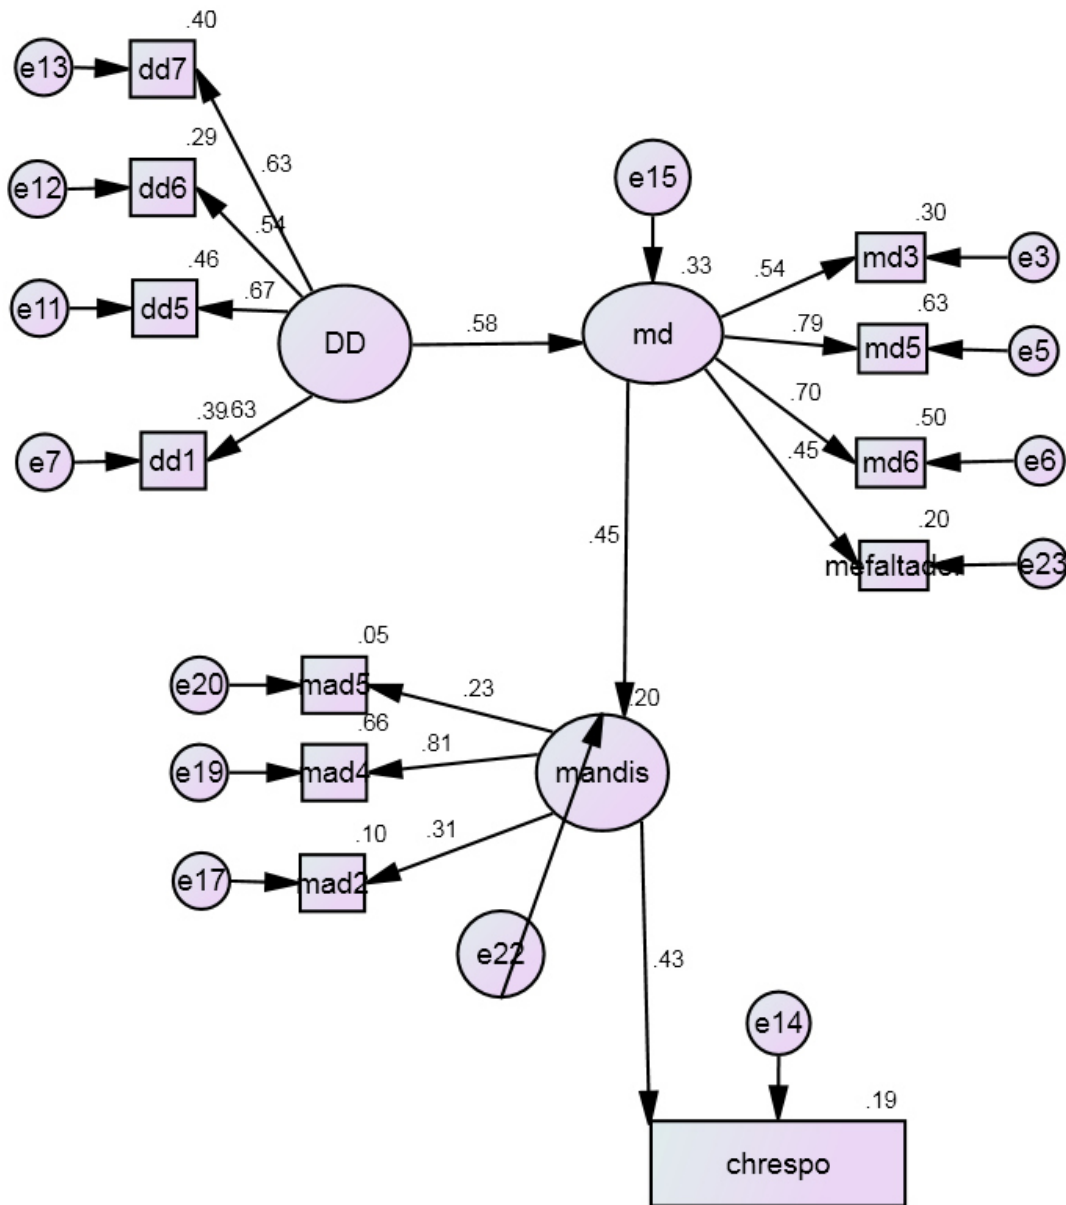 .40
e13
dd7
.63
.29
e12
dd6
.54
.46
e11
dd5
.67
DD
.39
.63
e7
dd1
.58
e15
.33
md
.54
.30
md3
e3
.79
.63
md5
e5
.70
.50
md6
e6
.45
.20
e23
.45
.05
e20
mad5
.23
.66
e19
mad4
.81
.10
e17
mad2
.31
.20
mandis
e22
.43
e14
.19
chrespo